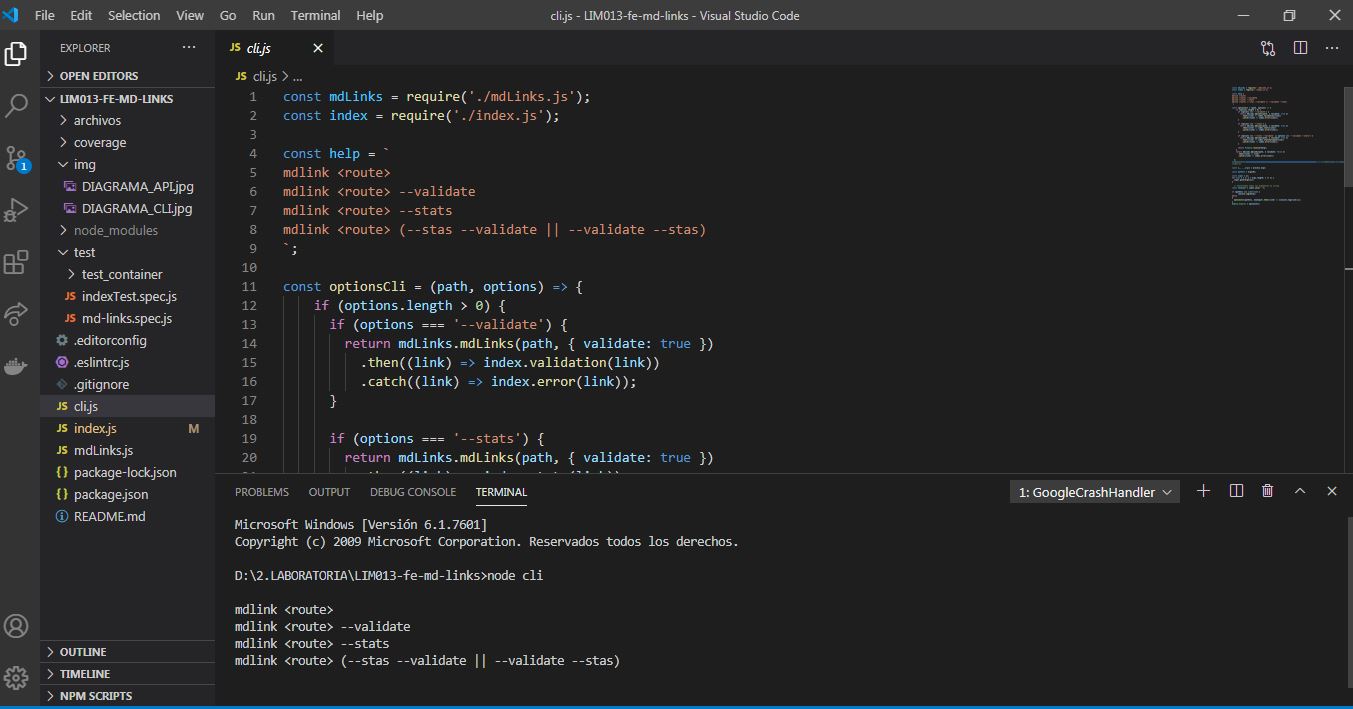 File Edit Selection View Go Run Terminal Help
cli.js - LIM013-fe-md-links - Visual Studio Code
EXPLORER
OPEN EDITORS
LIM013-FE-MD-LINKS
archivos
coverage
img
DIAGRAMA_API.jpg
DIAGRAMA_CLI.jpg
node_modules
test
test_container
JS indexTest.spec.js
JS md-links.spec.js
.editorconfig
.eslintrc.js
.gitignore
JS cli.js
JS index.js M
JS mdLinks.js
{} package-lock.json
{} package.json
README.md
OUTLINE
TIMELINE
NPM SCRIPTS
1
JS cli.js
JS cli.js > ...
1 const mdLinks = require('./mdLinks.js');
2 const index = require('./index.js');
3
4 const help = `
5 mdlink <route>
6 mdlink <route> --validate
7 mdlink <route> --stats
8 mdlink <route> (--stas --validate || --validate --stas)
9 `;
10
11 const optionsCli = (path, options) => {
12 if (options.length > 0) {
13 if (options === '--validate') {
14 return mdLinks.mdLinks(path, { validate: true })
15 .then((link) => index.validation(link))
16 .catch((link) => index.error(link));
17 }
18
19 if (options === '--stats') {
20 return mdLinks.mdLinks(path, { validate: true })
PROBLEMS OUTPUT DEBUG CONSOLE TERMINAL
1: GoogleCrashHandler
Microsoft Windows [Versión 6.1.7601]
Copyright (c) 2009 Microsoft Corporation. Reservados todos los derechos.
D:\2.LABORATORIA\LIM013-fe-md-links>node cli
mdlink <route>
mdlink <route> --validate
mdlink <route> --stats
mdlink <route> (--stas --validate || --validate --stas)